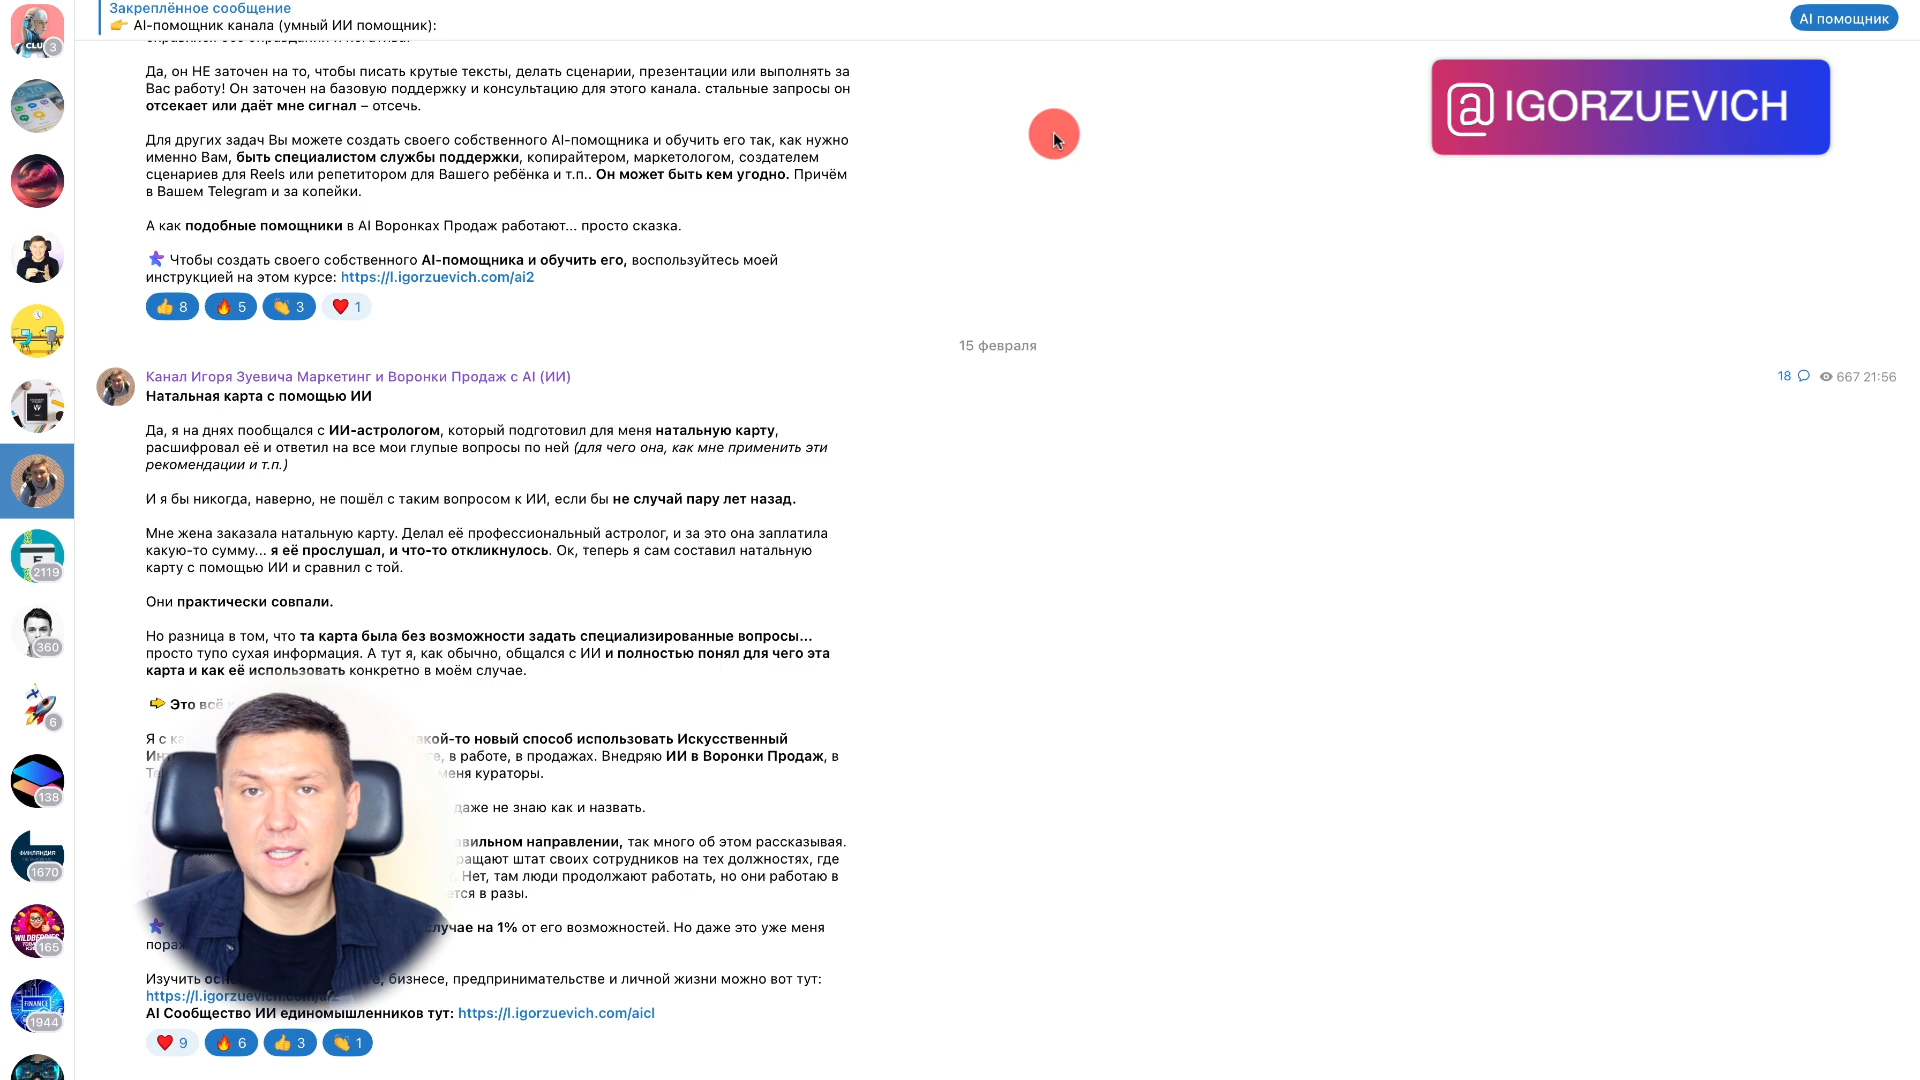 Закреплённое сообщение
👉 AI-помощник канала (умный ИИ помощник):
AI помощник
@IGORZUEVICH
Да, он НЕ заточен на то, чтобы писать крутые тексты, делать сценарии, презентации или выполнять за
Вас работу! Он заточен на базовую поддержку и консультацию для этого канала. стальные запросы он
отсекает или даёт мне сигнал – отсечь.
Для других задач Вы можете создать своего собственного AI-помощника и обучить его так, как нужно
именно Вам, быть специалистом службы поддержки, копирайтером, маркетологом, создателем
сценариев для Reels или репетитором для Вашего ребёнка и т.п.. Он может быть кем угодно. Причём
в Вашем Telegram и за копейки.
А как подобные помощники в AI Воронках Продаж работают... просто сказка.
Чтобы создать своего собственного AI-помощника и обучить его, воспользуйтесь моей
инструкцией на этом курсе: https://l.igorzuevich.com/ai2
👍 8 🔥 5 👏 3 ❤️ 1
15 февраля
Канал Игоря Зуевича Маркетинг и Воронки Продаж с AI (ИИ)
18 667 21:56
Натальная карта с помощью ИИ
Да, я на днях пообщался с ИИ-астрологом, который подготовил для меня натальную карту,
расшифровал её и ответил на все мои глупые вопросы по ней (для чего она, как мне применить эти
рекомендации и т.п.)
И я бы никогда, наверно, не пошёл с таким вопросом к ИИ, если бы не случай пару лет назад.
Мне жена заказала натальную карту. Делал её профессиональный астролог, и за это она заплатила
какую-то сумму... я её прослушал, и что-то откликнулось. Ок, теперь я сам составил натальную
карту с помощью ИИ и сравнил с той.
Они практически совпали.
Но разница в том, что та карта была без возможности задать специализированные вопросы...
просто тупо сухая информация. А тут я, как обычно, общался с ИИ и полностью понял для чего эта
карта и как её использовать конкретно в моём случае.
Это всё
Я с какой-то новый способ использовать Искусственный
в работе, в продажах. Внедряю ИИ в Воронки Продаж, в
меня кураторы.
даже не знаю как и назвать.
направлении, так много об этом рассказывая.
штат своих сотрудников на тех должностях, где
Нет, там люди продолжают работать, но они работаю в
в разы.
случае на 1% от его возможностей. Но даже это уже меня
Изучить бизнесе, предпринимательстве и личной жизни можно вот тут:
https://l.igorzuevich.com/ai2
AI Сообщество ИИ единомышленников тут: https://l.igorzuevich.com/aicl
❤️ 9 🔥 6 👍 3 👏 1
CLU
3
2119
360
6
138
ФИНЛЯНДИЯ
1670
WILDBERRIES
165
FINANCE
1944